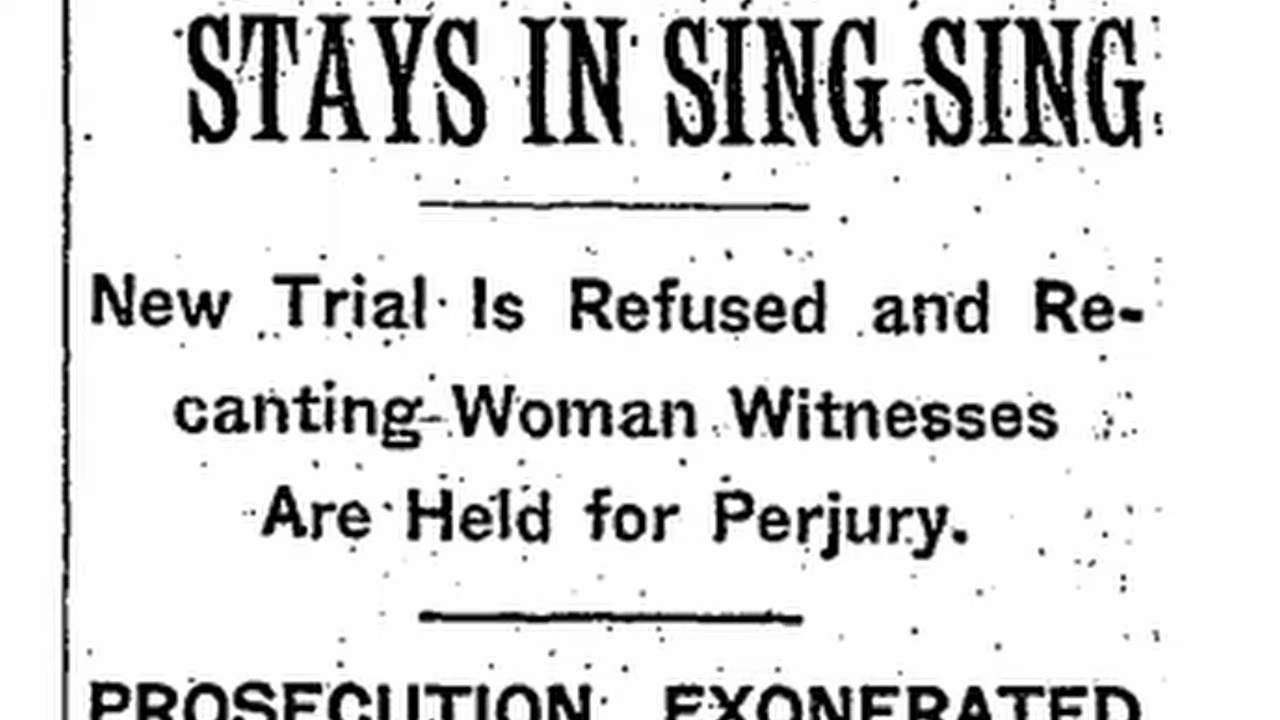 STAYS IN SING SING
New Trial Is Refused and Re-
canting Woman Witnesses
Are Held for Perjury.
PROSECUTION EXONERATED